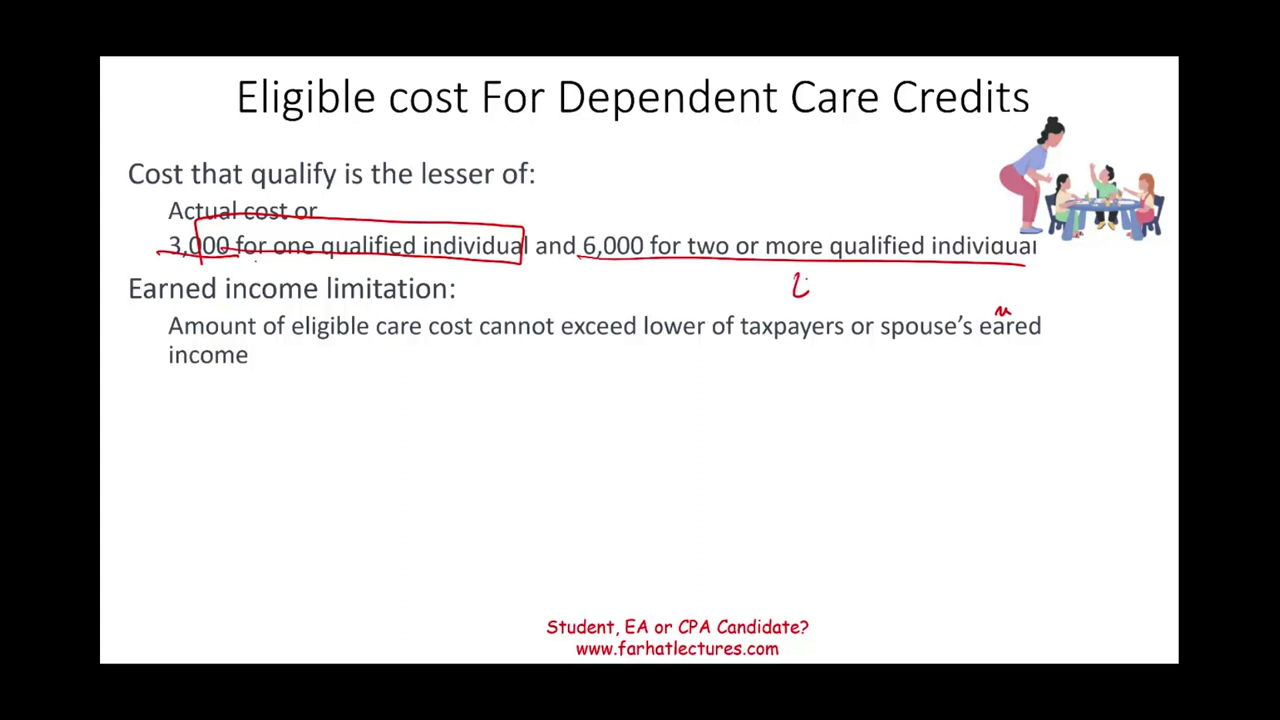 Eligible cost For Dependent Care Credits
Cost that qualify is the lesser of:
Actual cost or
3,000 for one qualified individual and 6,000 for two or more qualified individual
Earned income limitation:
Amount of eligible care cost cannot exceed lower of taxpayers or spouse's eared
income
Student, EA or CPA Candidate?
www.farhatlectures.com